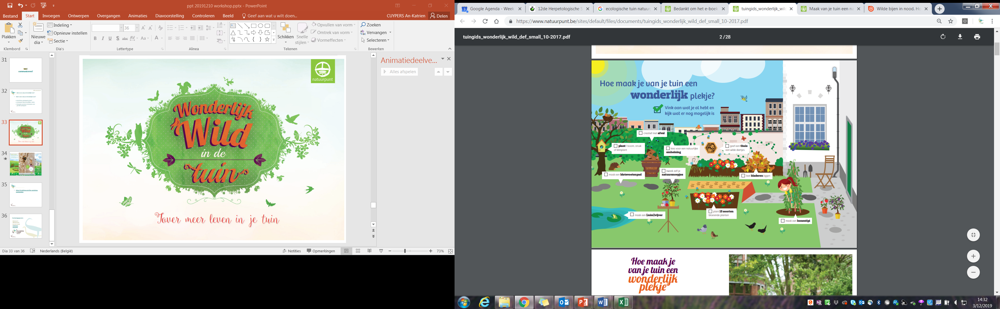 ppt 20191210 workshop.pptx - PowerPoint
Bestand Start Invoegen Ontwerpen Overgangen Animaties Diavoorstelling Controleren Beeld Geef aan wat u wilt doen... CUYPERS An-Katrien Delen
Plakken
Klembord
Nieuwe dia
Indeling
Opnieuw instellen
Sectie
Dia's
36
Lettertype
Alinea
Schikken
Snelle stijlen
Opvullen van vorm
Omtrek van vorm
Vormeffecten
Tekenen
Zoeken
Vervangen
Selecteren
Bewerken
31
WAT
communiceren?
32
33
34
35
36
natuurpunt
Wonderlijk
Wild
in de
tuin
Tover meer leven in je tuin
Animatiedeelve...
Alles afspelen
Dia 33 van 36 Nederlands (België) Notities Opmerkingen 73%
Google Agenda - Week
12de Herpetologische S
ecologische tuin natuur
Bedankt om het e-boek
tuingids_wonderlijk_wil
Maak van je tuin een na
Wilde bijen in nood. Ho
https://www.natuurpunt.be/sites/default/files/documents/tuingids_wonderlijk_wild_def_small_10-2017.pdf
tuingids_wonderlijk_wild_def_small_10-2017.pdf
2 / 28
Hoe maak je van je tuin een
wonderlijk plekje?
Vink aan wat je al hebt en
kijk wat er nog mogelijk is
creatief met afval
plant 1 boom, struik
of klimplant
kies voor een natuurlijke
omheining
geef een thuis
aan wilde diertjes
maak een blotevoetenpad
kweek zelf je
natuursnoepjes
laat bladeren liggen
maak een (mini)vijver
plant 15 soorten
bloeiende planten
maak een bonentipi
Hoe maak je
van je tuin een
wonderlijk
plekje
14:32
3/12/2019